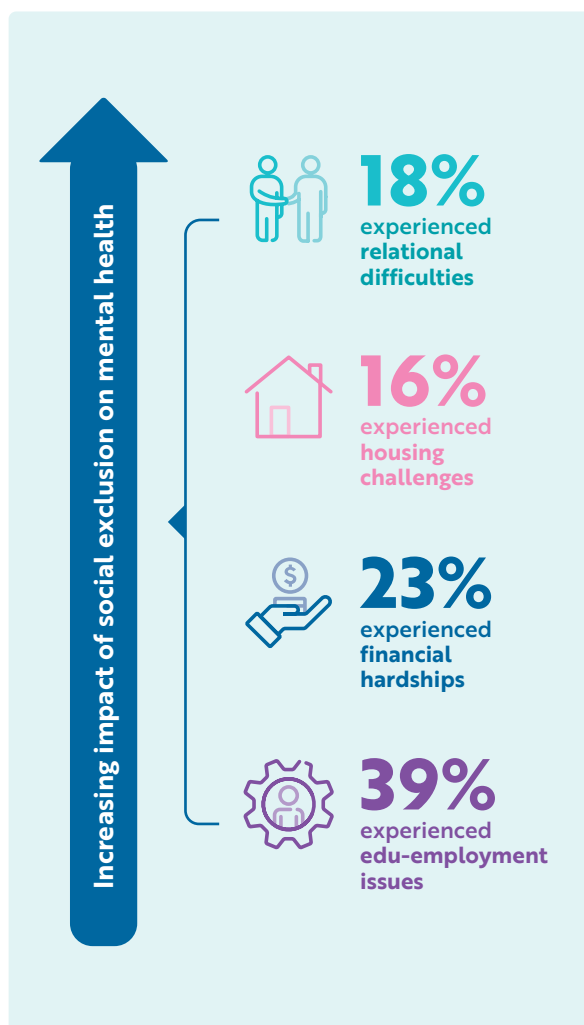 Increasing impact of social exclusion on mental health
18%
experienced
relational
difficulties
16%
experienced
housing
challenges
$
23%
experienced
financial
hardships
39%
experienced
edu-employment
issues